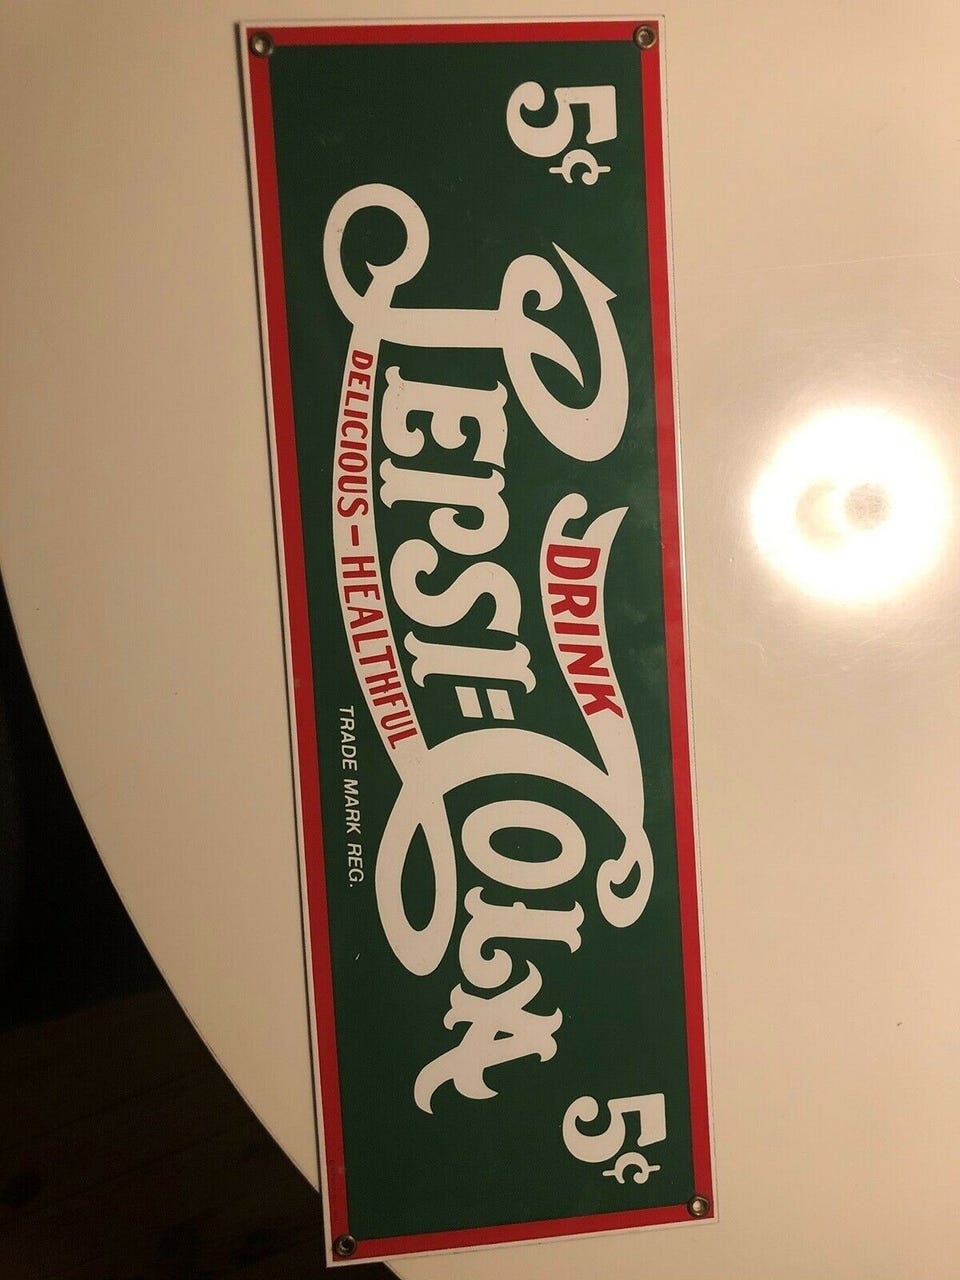 5¢ 5¢
DRINK
PEPSI=COLA
DELICIOUS-HEALTHFUL
TRADE MARK REG.